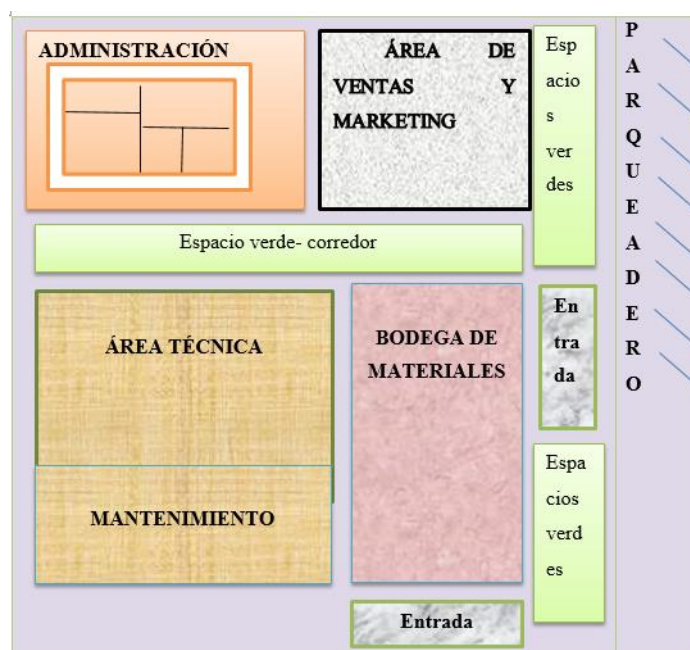 ADMINISTRACIÓN
ÁREA DE
VENTAS Y
MARKETING
Esp
acio
s
ver
des
P
A
R
Q
U
E
A
D
E
R
O
Espacio verde- corredor
ÁREA TÉCNICA
BODEGA DE
MATERIALES
En
tra
da
MANTENIMIENTO
Espa
cios
verd
es
Entrada